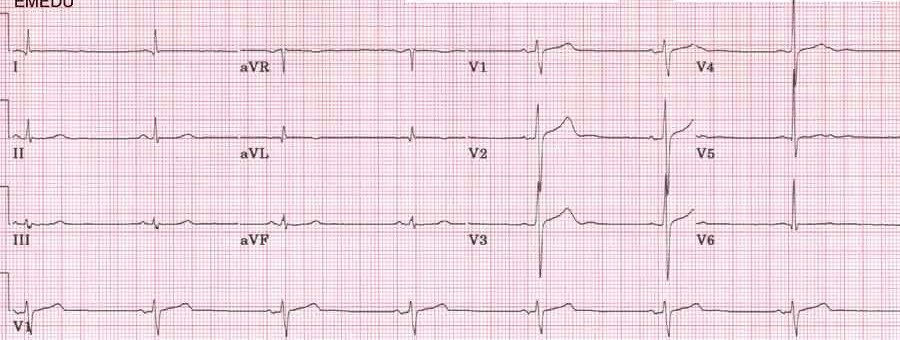 EMEDU
I aVR V1 V4
II aVL V2 V5
III aVF V3 V6
V1